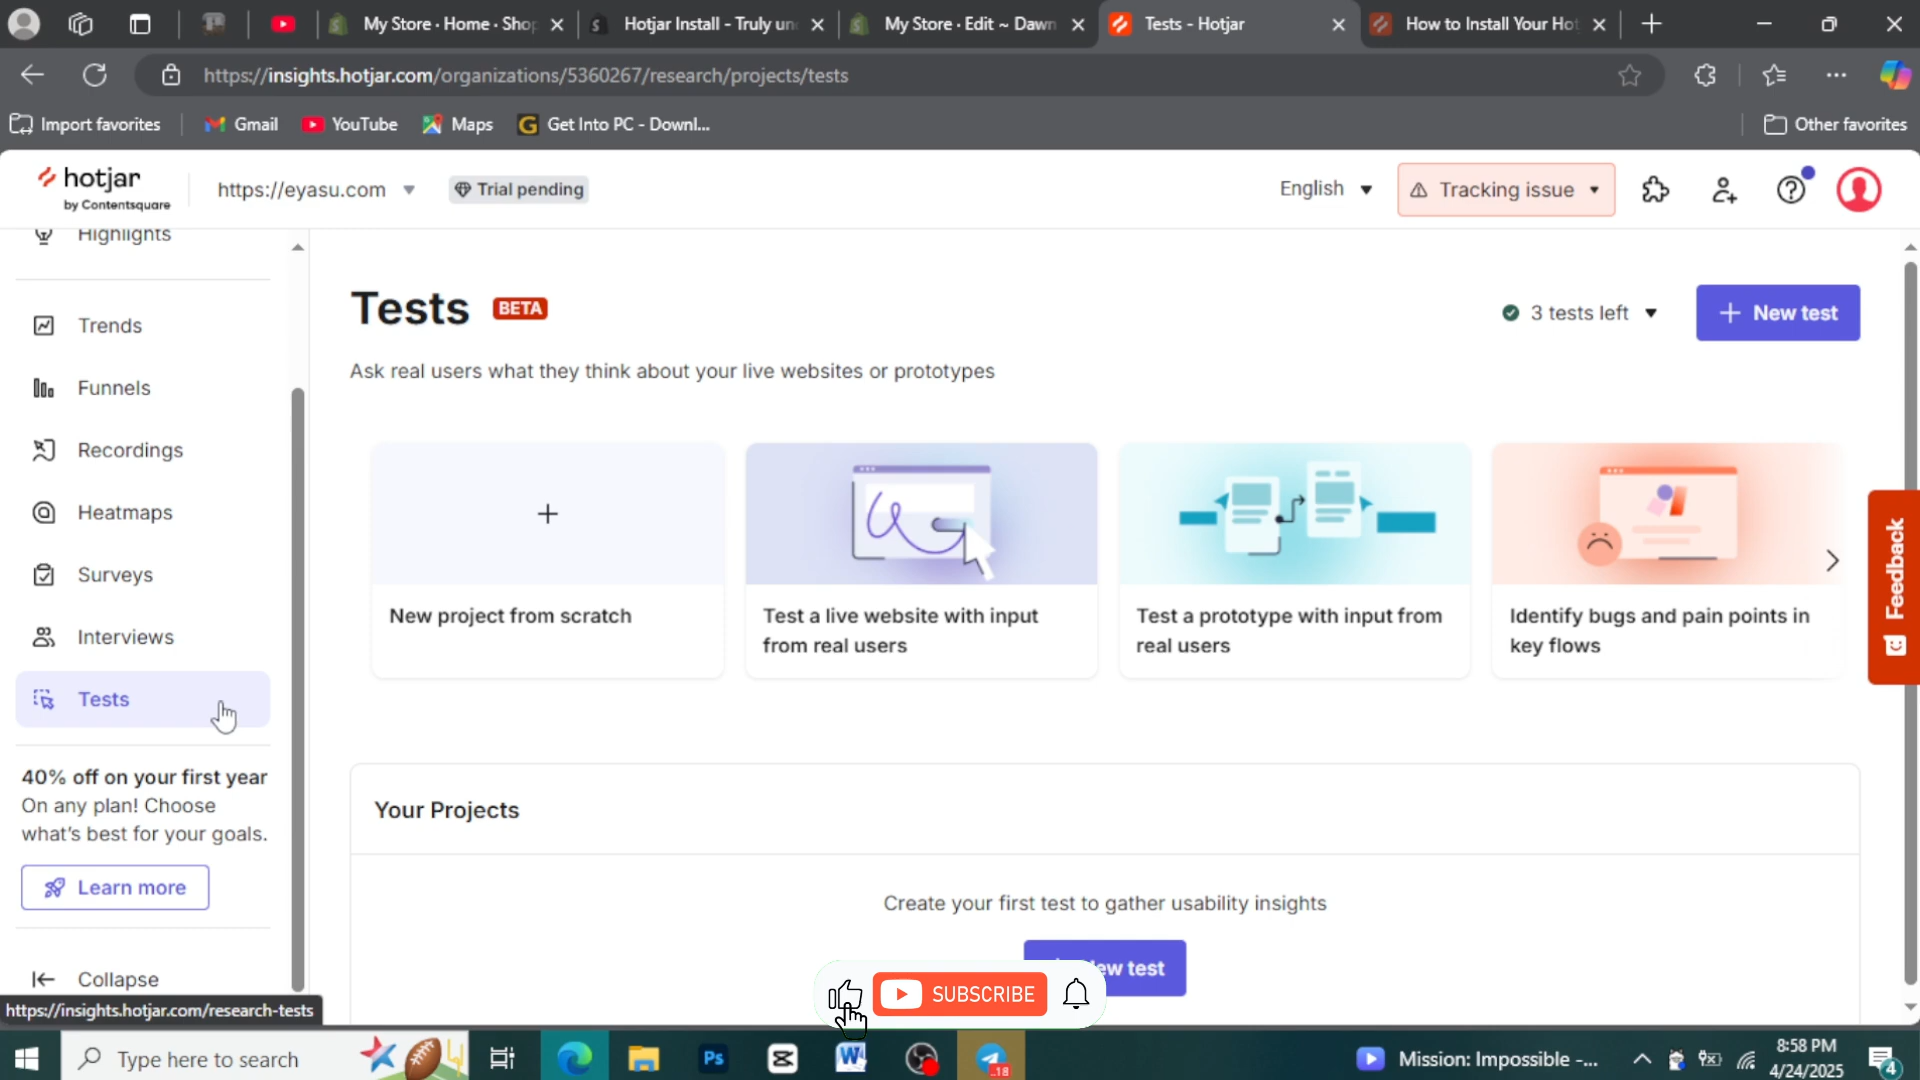 My Store · Home · Shop
Hotjar Install - Truly un
My Store · Edit ~ Dawn
Tests - Hotjar
How to Install Your Hot
https://insights.hotjar.com/organizations/5360267/research/projects/tests
Import favorites
Gmail
YouTube
Maps
Get Into PC - Downl...
Other favorites
hotjar
by Contentsquare
https://eyasu.com
Trial pending
English
Tracking issue
Highlights
Trends
Funnels
Recordings
Heatmaps
Surveys
Interviews
Tests
40% off on your first year
On any plan! Choose
what's best for your goals.
Learn more
Collapse
https://insights.hotjar.com/research-tests
Tests BETA
3 tests left
+ New test
Ask real users what they think about your live websites or prototypes
New project from scratch
Test a live website with input
from real users
Test a prototype with input from
real users
Identify bugs and pain points in
key flows
Feedback
Your Projects
Create your first test to gather usability insights
ew test
SUBSCRIBE
Type here to search
Ps
W
..18
Mission: Impossible -...
8:58 PM
4/24/2025
4